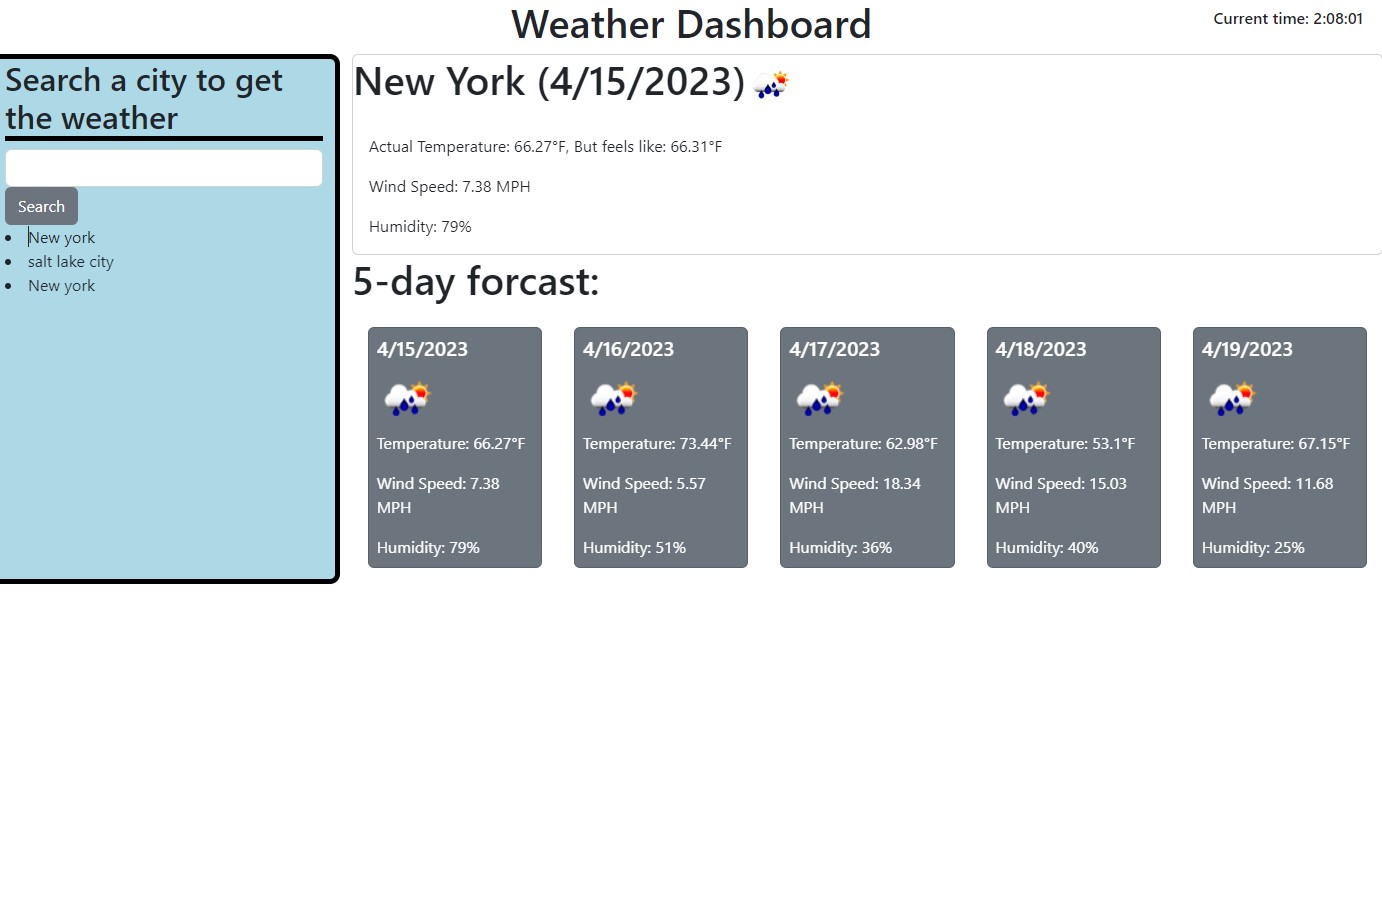 Weather Dashboard
Current time: 2:08:01
Search a city to get
the weather
Search
New york
salt lake city
New york
New York (4/15/2023)
Actual Temperature: 66.27°F, But feels like: 66.31°F
Wind Speed: 7.38 MPH
Humidity: 79%
5-day forcast:
4/15/2023
Temperature: 66.27°F
Wind Speed: 7.38
MPH
Humidity: 79%
4/16/2023
Temperature: 73.44°F
Wind Speed: 5.57
MPH
Humidity: 51%
4/17/2023
Temperature: 62.98°F
Wind Speed: 18.34
MPH
Humidity: 36%
4/18/2023
Temperature: 53.1°F
Wind Speed: 15.03
MPH
Humidity: 40%
4/19/2023
Temperature: 67.15°F
Wind Speed: 11.68
MPH
Humidity: 25%